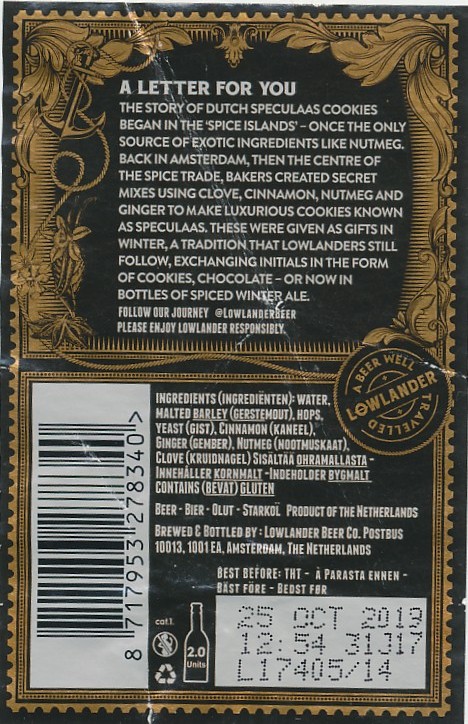 A LETTER FOR YOU
THE STORY OF DUTCH SPECULAAS COOKIES
BEGAN IN THE 'SPICE ISLANDS' – ONCE THE ONLY
SOURCE OF EXOTIC INGREDIENTS LIKE NUTMEG.
BACK IN AMSTERDAM, THEN THE CENTRE OF
THE SPICE TRADE, BAKERS CREATED SECRET
MIXES USING CLOVE, CINNAMON, NUTMEG AND
GINGER TO MAKE LUXURIOUS COOKIES KNOWN
AS SPECULAAS. THESE WERE GIVEN AS GIFTS IN
WINTER, A TRADITION THAT LOWLANDERS STILL
FOLLOW, EXCHANGING INITIALS IN THE FORM
OF COOKIES, CHOCOLATE – OR NOW IN
BOTTLES OF SPICED WINTER ALE.
FOLLOW OUR JOURNEY @LOWLANDERBEER
PLEASE ENJOY LOWLANDER RESPONSIBLY.
A BEER WELL
LOWLANDER
TRAVELLED
INGREDIENTS (INGREDIËNTEN): WATER,
MALTED BARLEY (GERSTEMOUT), HOPS,
YEAST (GIST), CINNAMON (KANEEL),
GINGER (GEMBER), NUTMEG (NOOTMUSKAAT),
CLOVE (KRUIDNAGEL) SISÄLTÄÄ OHRAMALLASTA -
INNEHÅLLER KORNMALT -INDEHOLDER BYGMALT
CONTAINS (BEVAT) GLUTEN
BEER - BIER - OLUT - STARKÖL PRODUCT OF THE NETHERLANDS
BREWED & BOTTLED BY : LOWLANDER BEER CO. POSTBUS
10013, 1001 EA, AMSTERDAM, THE NETHERLANDS
BEST BEFORE: THT - À PARASTA ENNEN -
BÄST FÖRE - BEDST FØR
25 OCT 2019
12:54 31J17
L17405/14
cat1.
2.0
Units
8 717953 278340 >